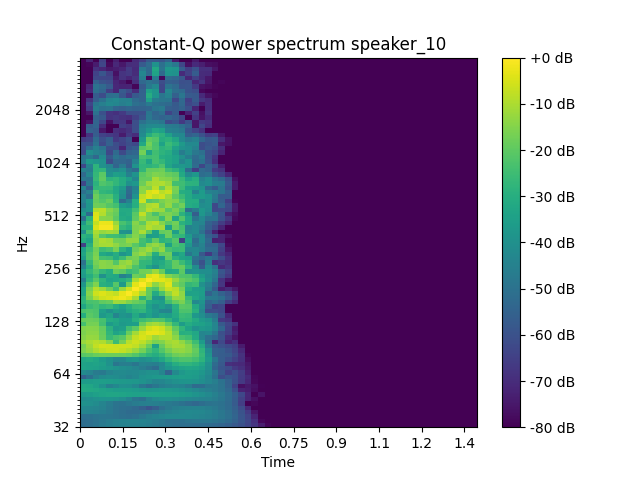 Constant-Q power spectrum speaker_10
Hz
2048
1024
512
256
128
64
32
0 0.15 0.3 0.45 0.6 0.75 0.9 1.1 1.2 1.4
Time
+0 dB
-10 dB
-20 dB
-30 dB
-40 dB
-50 dB
-60 dB
-70 dB
-80 dB